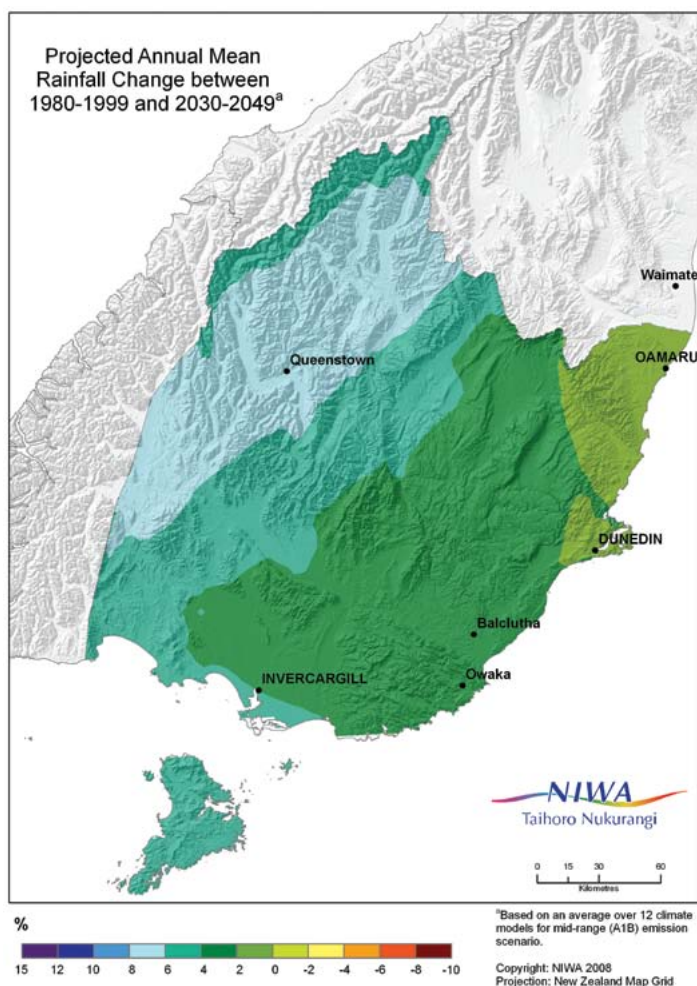 Projected Annual Mean
Rainfall Change between
1980-1999 and 2030-2049ª
Waimate
OAMARU
Queenstown
DUNEDIN
Balclutha
Owaka
INVERCARGILL
NIWA
Taihoro Nukurangi
0 15 30 60
Kilometres
%
15 12 10 8 6 4 2 0 -2 -4 -6 -8 -10
ªBased on an average over 12 climate
models for mid-range (A1B) emission
scenario.
Copyright: NIWA 2008
Projection: New Zealand Map Grid